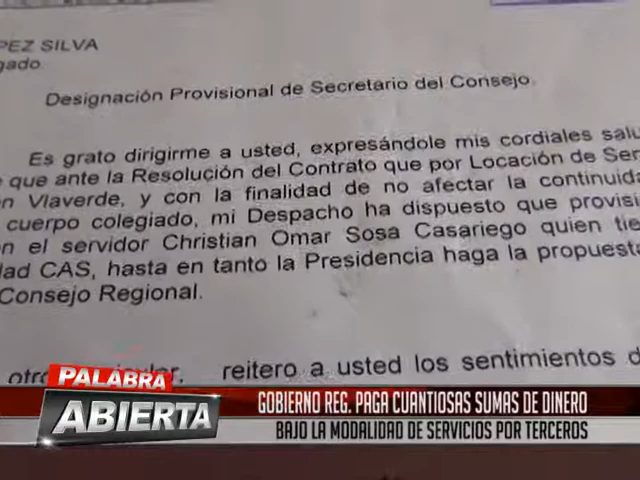 PEZ SILVA
gado
Designación Provisional de Secretario del Consejo.
Es grato dirigirme a usted, expresándole mis cordiales salu
que ante la Resolución del Contrato que por Locación de Ser
n Vlaverde, y con la finalidad de no afectar la continuida
cuerpo colegiado, mi Despacho ha dispuesto que provisi
n el servidor Christian Omar Sosa Casariego quien tie
dad CAS, hasta en tanto la Presidencia haga la propuesta
Consejo Regional.
reitero a usted los sentimientos d
PALABRA
ABIERTA
GOBIERNO REG. PAGA CUANTIOSAS SUMAS DE DINERO
BAJO LA MODALIDAD DE SERVICIOS POR TERCEROS